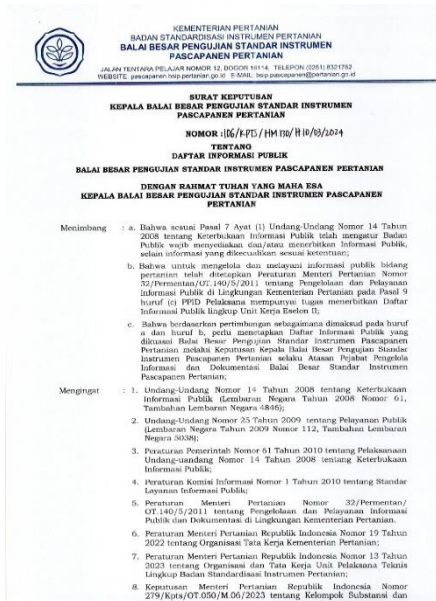 KEMENTERIAN PERTANIAN
BADAN STANDARDISASI INSTRUMEN PERTANIAN
BALAI BESAR PENGUJIAN STANDAR INSTRUMEN
PASCAPANEN PERTANIAN
JALAN TENTARA PELAJAR NOMOR 12, BOGOR 16114, TELEPON (0251) 8321762
WEBSITE. pascapanen.bsip.pertanian.go.id E-MAIL: bsip.pascapanen@pertanian.go.id
SURAT KEPUTUSAN
KEPALA BALAI BESAR PENGUJIAN STANDAR INSTRUMEN
PASCAPANEN PERTANIAN
NOMOR : 106/KPTS/HM.130/H.10/03/2024
TENTANG
DAFTAR INFORMASI PUBLIK
BALAI BESAR PENGUJIAN STANDAR INSTRUMEN PASCAPANEN PERTANIAN
DENGAN RAHMAT TUHAN YANG MAHA ESA
KEPALA BALAI BESAR PENGUJIAN STANDAR INSTRUMEN PASCAPANEN
PERTANIAN
Menimbang : a. Bahwa sesuai Pasal 7 Ayat (1) Undang-Undang Nomor 14 Tahun
2008 tentang Keterbukaan Informasi Publik telah mengatur Badan
Publik wajib menyediakan dan/atau menerbitkan Informasi Publik,
selain informasi yang dikecualikan sesuai ketentuan;
b. Bahwa untuk mengelola dan melayani informasi publik bidang
pertanian telah ditetapkan Peraturan Menteri Pertanian Nomor
32/Permentan/OT.140/5/2011 tentang Pengelolaan dan Pelayanan
Informasi Publik di Lingkungan Kementerian Pertanian pada Pasal 9
huruf (c) PPID Pelaksana mempunyai tugas menerbitkan Daftar
Informasi Publik lingkup Unit Kerja Eselon II;
c. Bahwa berdasarkan pertimbungan sebagaimana dimaksud pada huruf
a dan huruf b, perlu menetapkan Daftar Informasi Publik yang
dikuasai Balai Besar Pengujian Standar Instrumen Pascapanen
Pertanian melalui Keputusan Kepala Balai Besar Pengujian Standar
Instrumen Pascapanen Pertanian selaku Atasan Pejabat Pengelola
Informasi dan Dokumentasi Balai Besar Standar Instrumen
Pascapanen Pertanian;
Mengingat : 1. Undang-Undang Nomor 14 Tahun 2008 tentang Keterbukaan
Informasi Publik (Lembaran Negara Tahun 2008 Nomor 61,
Tambahan Lembaran Negara 4846);
2. Undang-Undang Nomor 25 Tahun 2009 tentang Pelayanan Publik
(Lembaran Negara Tahun 2009 Nomor 112, Tambahan Lembaran
Negara 5038);
3. Peraturan Pemerintah Nomor 61 Tahun 2010 tentang Pelaksanaan
Undang-uandang Nomor 14 Tahun 2008 tentang Keterbukaan
Informasi Publik;
4. Peraturan Komisi Informasi Nomor 1 Tahun 2010 tentang Standar
Layanan Informasi Publik;
5. Peraturan Menteri Pertanian Nomor 32/Permentan/
OT.140/5/2011 tentang Pengelolaan dan Pelayanan Informasi
Publik dan Dokumentasi di Lingkungan Kementerian Pertanian.
6. Peraturan Menteri Pertanian Republik Indonesia Nomor 19 Tahun
2022 tentang Organisasi Tata Kerja Kementerian Pertanian;
7. Peraturan Menteri Pertanian Republik Indonesia Nomor 13 Tahun
2023 tentang Organisasi dan Tata Kerja Unit Pelaksana Teknis
Lingkup Badan Standardisasi Instrumen Pertanian;
8. Keputusan Menteri Pertanian Republik Indonesia Nomor
279/Kpts/OT.050/M.06/2023 tentang Kelompok Substansi dan